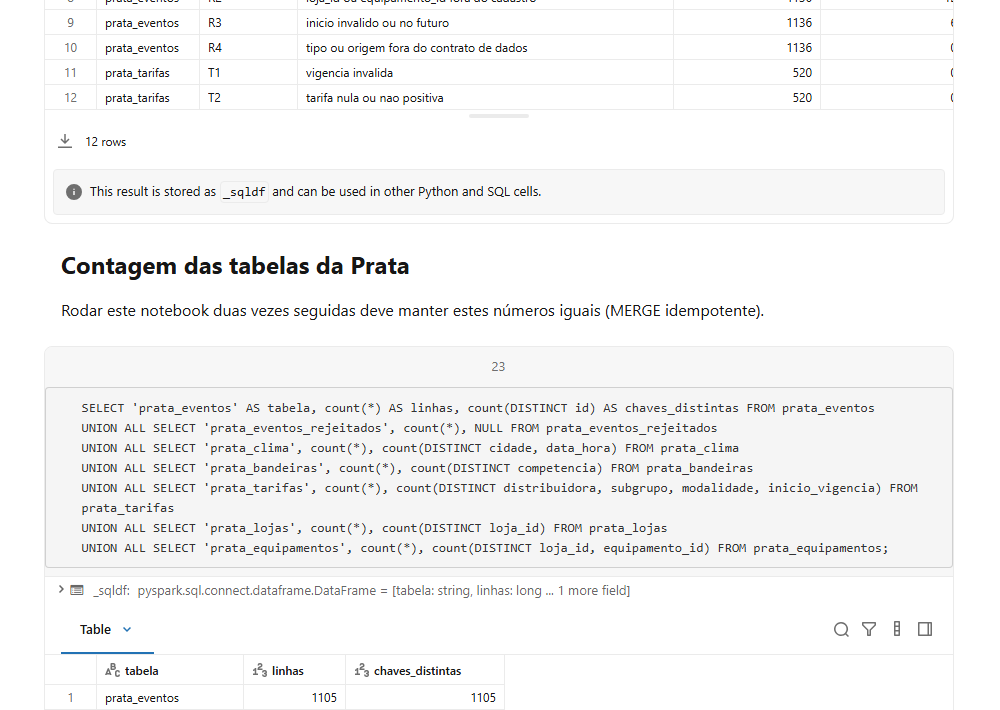 9 prata_eventos R3 inicio invalido ou no futuro 1136
10 prata_eventos R4 tipo ou origem fora do contrato de dados 1136
11 prata_tarifas T1 vigencia invalida 520
12 prata_tarifas T2 tarifa nula ou nao positiva 520
12 rows
This result is stored as _sqldf and can be used in other Python and SQL cells.
Contagem das tabelas da Prata
Rodar este notebook duas vezes seguidas deve manter estes números iguais (MERGE idempotente).
23
SELECT 'prata_eventos' AS tabela, count(*) AS linhas, count(DISTINCT id) AS chaves_distintas FROM prata_eventos
UNION ALL SELECT 'prata_eventos_rejeitados', count(*), NULL FROM prata_eventos_rejeitados
UNION ALL SELECT 'prata_clima', count(*), count(DISTINCT cidade, data_hora) FROM prata_clima
UNION ALL SELECT 'prata_bandeiras', count(*), count(DISTINCT competencia) FROM prata_bandeiras
UNION ALL SELECT 'prata_tarifas', count(*), count(DISTINCT distribuidora, subgrupo, modalidade, inicio_vigencia) FROM
prata_tarifas
UNION ALL SELECT 'prata_lojas', count(*), count(DISTINCT loja_id) FROM prata_lojas
UNION ALL SELECT 'prata_equipamentos', count(*), count(DISTINCT loja_id, equipamento_id) FROM prata_equipamentos;
_sqldf: pyspark.sql.connect.dataframe.DataFrame = [tabela: string, linhas: long ... 1 more field]
Table
ABC tabela 123 linhas 123 chaves_distintas
1 prata_eventos 1105 1105